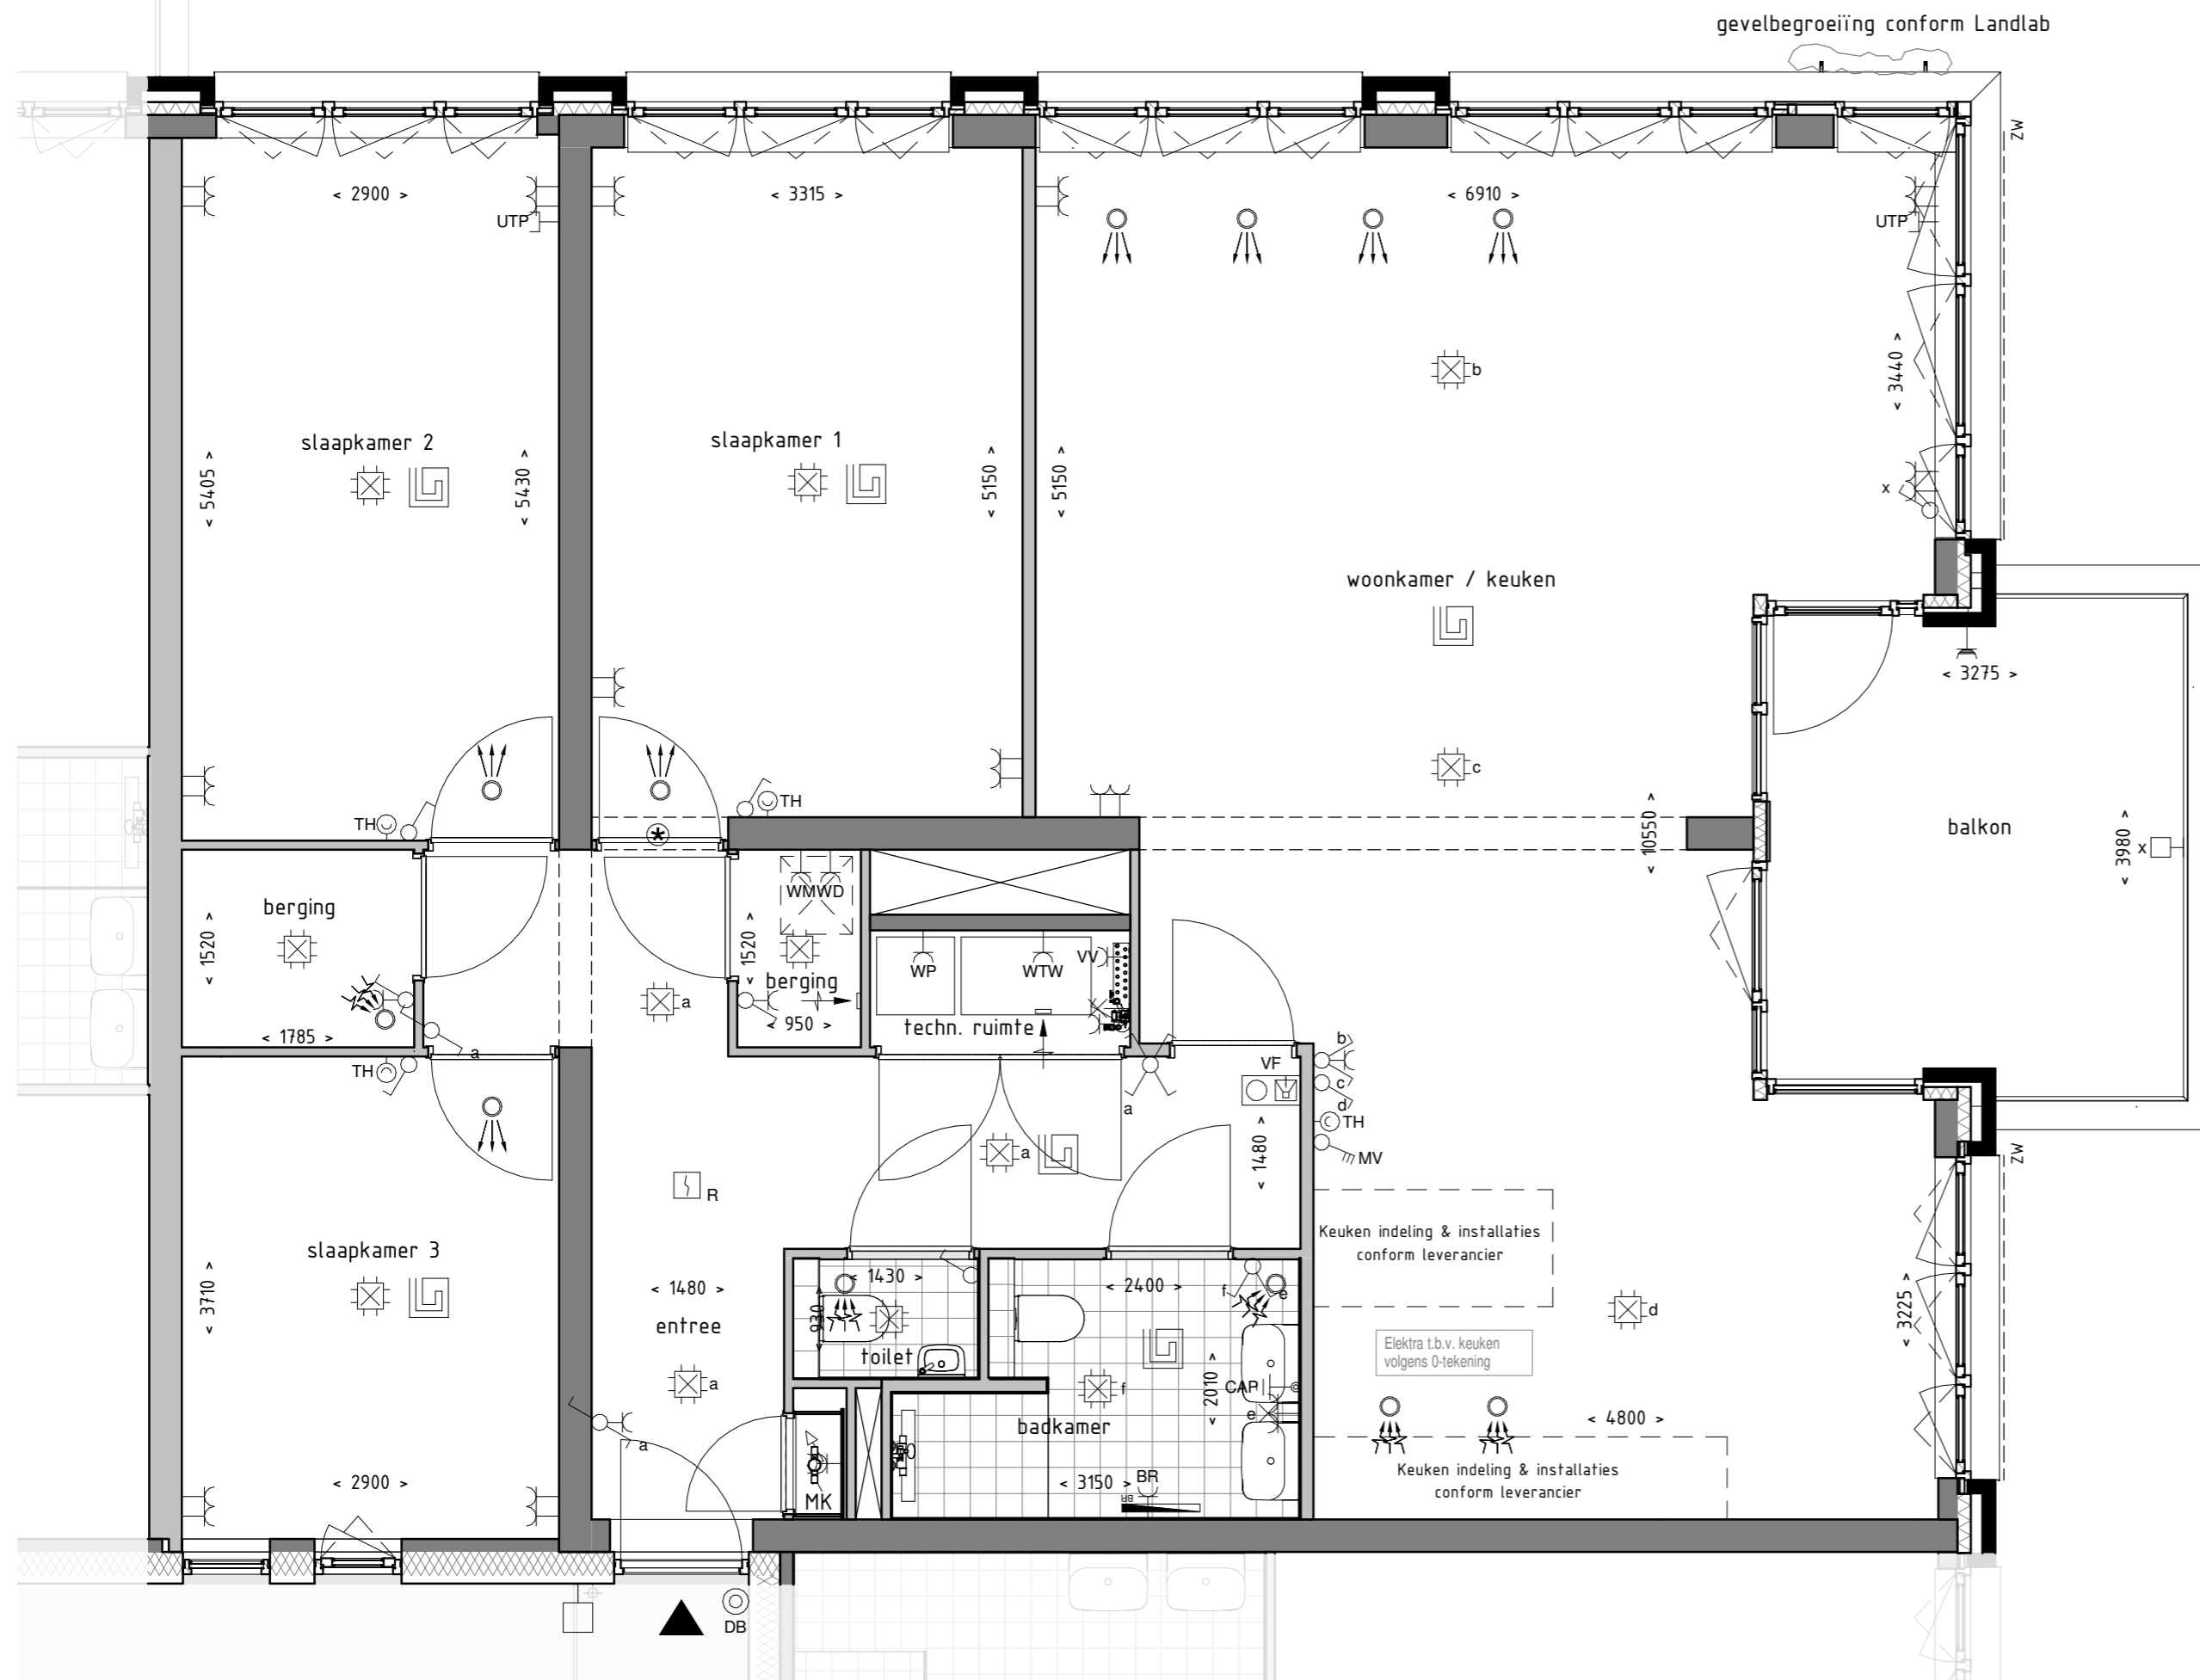 gevelbegroeiïng conform Landlab
ZW
< 2900 >
< 3315 >
< 6910 >
UTP
UTP
b
< 3440 >
slaapkamer 2
slaapkamer 1
< 5405 >
< 5430 >
< 5150 >
< 5150 >
x
woonkamer / keuken
< 3275 >
c
TH
TH
< 10550 >
balkon
< 3980 >
x
*
WMWD
berging
< 1520 >
< 1520 >
berging
WP
WTW
VV
a
< 950 >
techn. ruimte
< 1785 >
a
TH
b
VF
c
d
a
TH
MV
< 1480 >
a
ZW
R
Keuken indeling & installaties
conform leverancier
slaapkamer 3
< 3710 >
< 1480 >
entree
< 1430 >
930
toilet
< 2400 >
f
e
d
< 3225 >
Elektra t.b.v. keuken
volgens 0-tekening
a
f
< 2010 >
CAP
e
badkamer
< 4800 >
a
Keuken indeling & installaties
conform leverancier
< 2900 >
MK
< 3150 >
BR
BR
DB